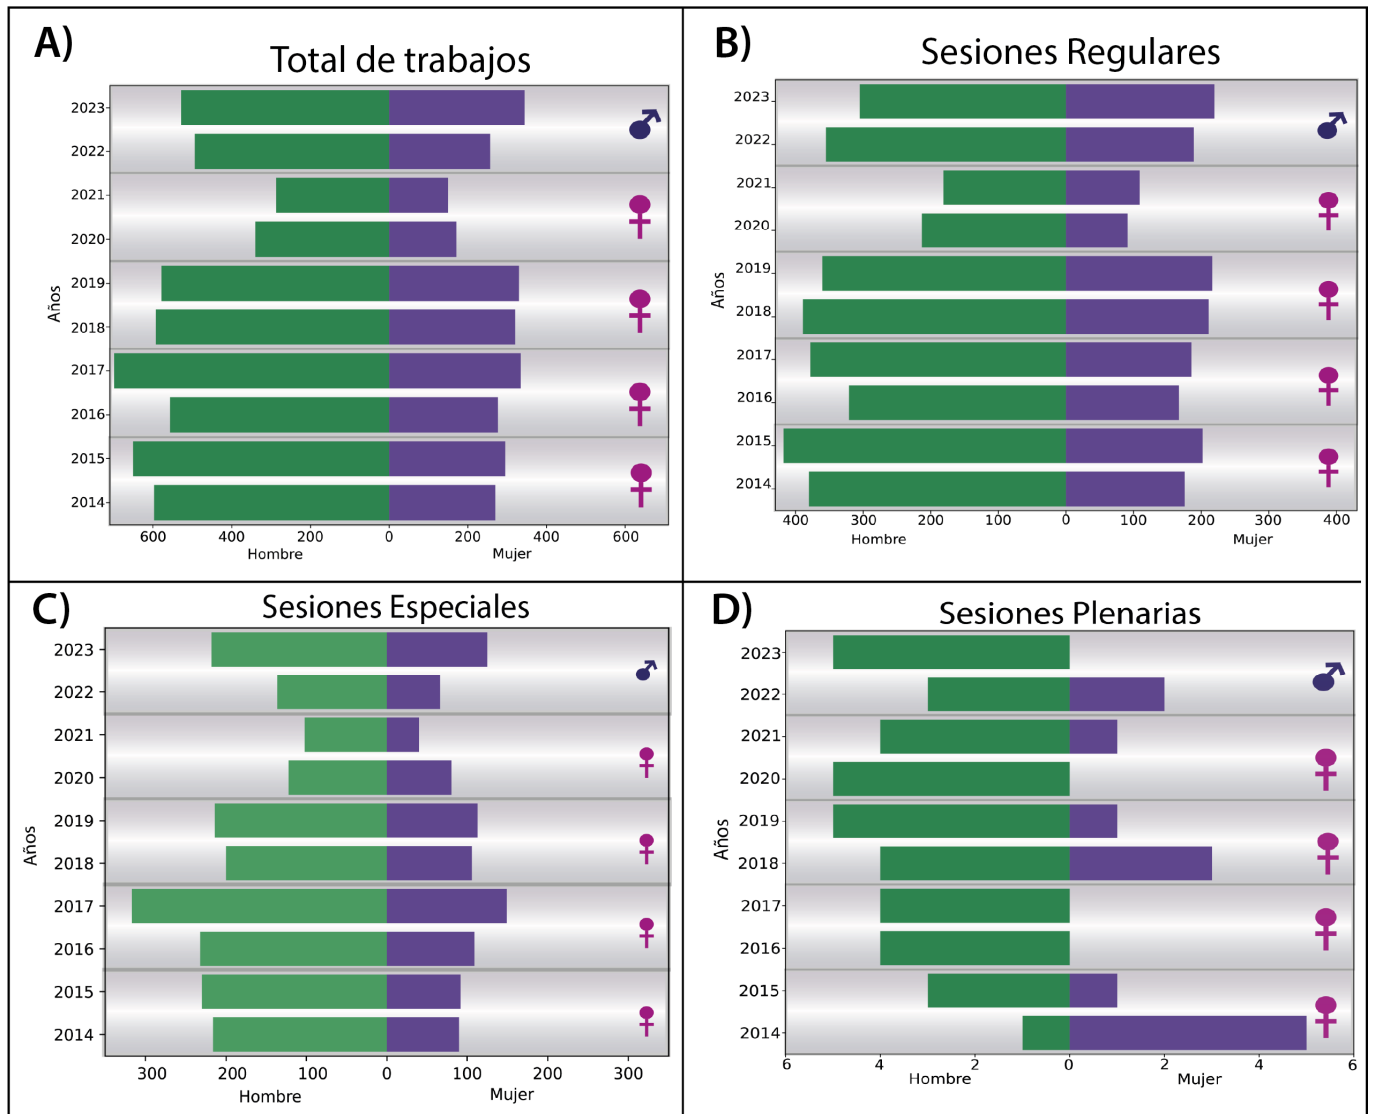 A)
Total de trabajos
2023
2022
2021
2020
2019
2018
2017
2016
2015
2014
Años
600 400 200 0 200 400 600
Hombre Mujer
B)
Sesiones Regulares
2023
2022
2021
2020
2019
2018
2017
2016
2015
2014
Años
400 300 200 100 0 100 200 300 400
Hombre Mujer
C)
Sesiones Especiales
2023
2022
2021
2020
2019
2018
2017
2016
2015
2014
Años
300 200 100 0 100 200 300
Hombre Mujer
D)
Sesiones Plenarias
2023
2022
2021
2020
2019
2018
2017
2016
2015
2014
Años
6 4 2 0 2 4 6
Hombre Mujer